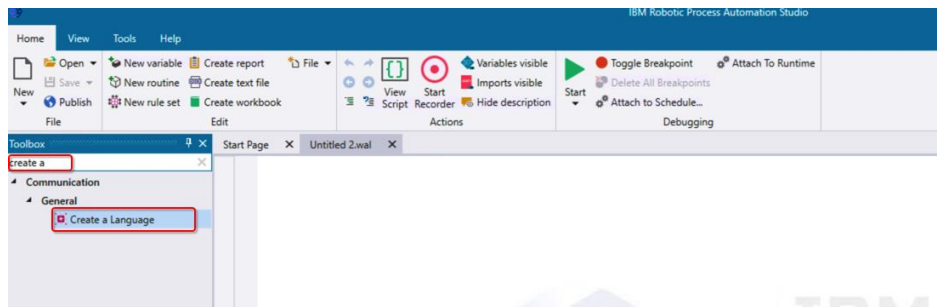 IBM Robotic Process Automation Studio
Home View Tools Help
Open New variable Create report File Variables visible Toggle Breakpoint Attach To Runtime
Save New routine Create text file Imports visible Delete All Breakpoints
New View Script Start Recorder Start
Publish New rule set Create workbook Hide description Attach to Schedule...
File Edit Actions Debugging
Toolbox Start Page Untitled 2.wal
create a
Communication
General
Create a Language
IBM